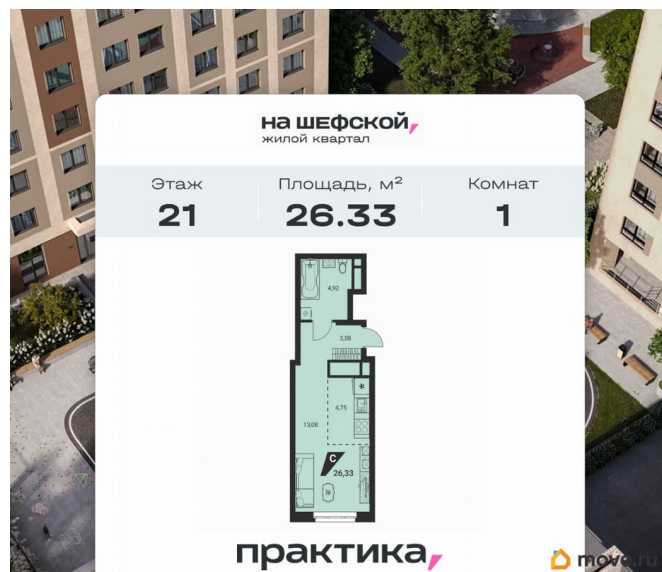 на шефской,
жилой квартал
Этаж
Площадь, м²
Комнат
21
26.33
1
4,92
3,58
4,75
13,08
С
26,33
практика,
move.ru